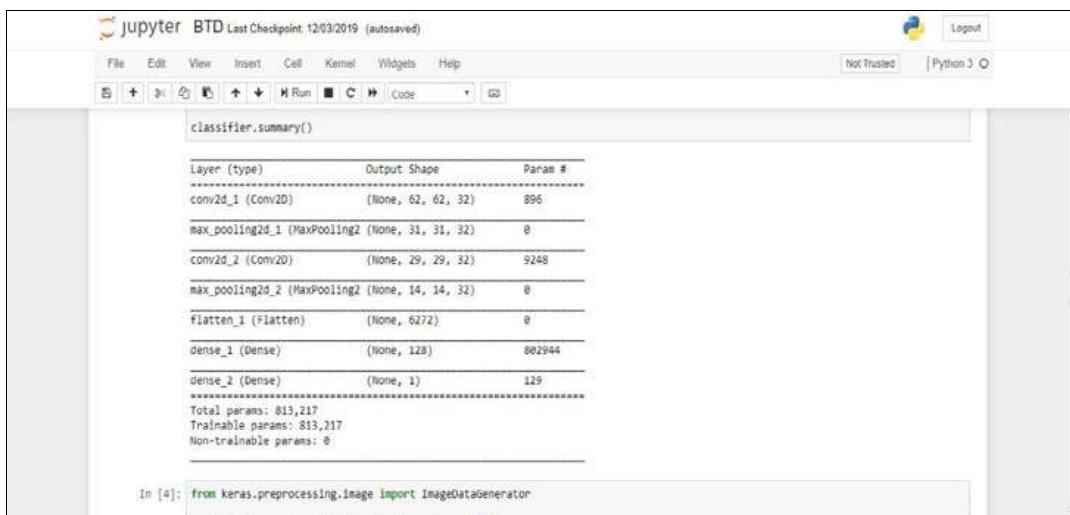 jupyter BTD Last Checkpoint: 12/03/2019 (autosaved)
Logout
File Edit View Insert Cell Kernel Widgets Help
Not Trusted
Python 3
Run
Code
classifier.summary()
Layer (type) Output Shape Param #
conv2d_1 (Conv2D) (None, 62, 62, 32) 896
max_pooling2d_1 (MaxPooling2 (None, 31, 31, 32) 0
conv2d_2 (Conv2D) (None, 29, 29, 32) 9248
max_pooling2d_2 (MaxPooling2 (None, 14, 14, 32) 0
flatten_1 (Flatten) (None, 6272) 0
dense_1 (Dense) (None, 128) 802944
dense_2 (Dense) (None, 1) 129
Total params: 813,217
Trainable params: 813,217
Non-trainable params: 0
In [4]: from keras.preprocessing.image import ImageDataGenerator